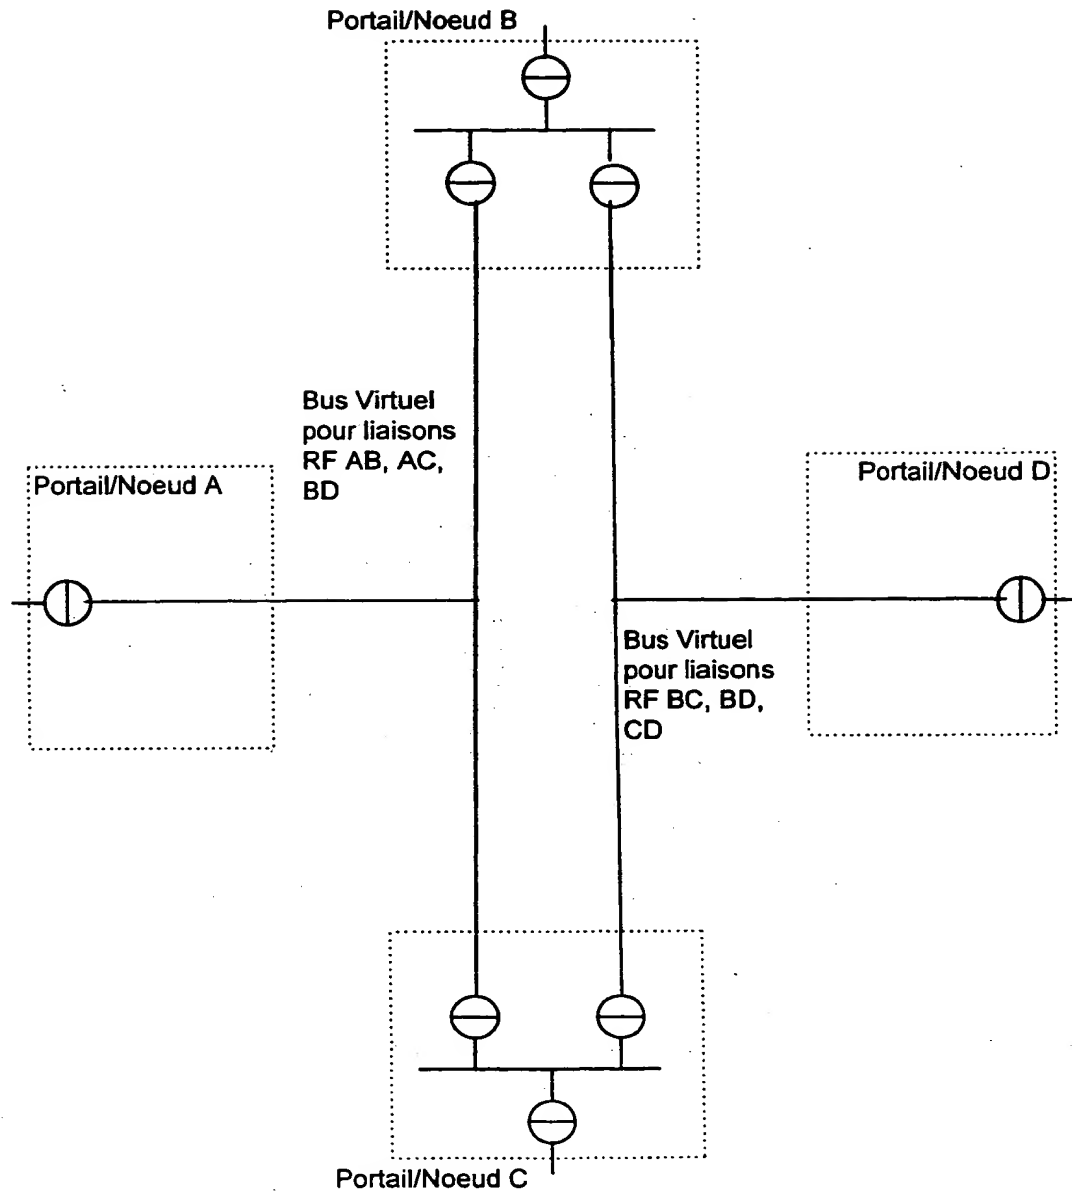 Portail/Noeud B
Bus Virtuel
pour liaisons
RF AB, AC,
BD
Portail/Noeud A
Portail/Noeud D
Bus Virtuel
pour liaisons
RF BC, BD,
CD
Portail/Noeud C